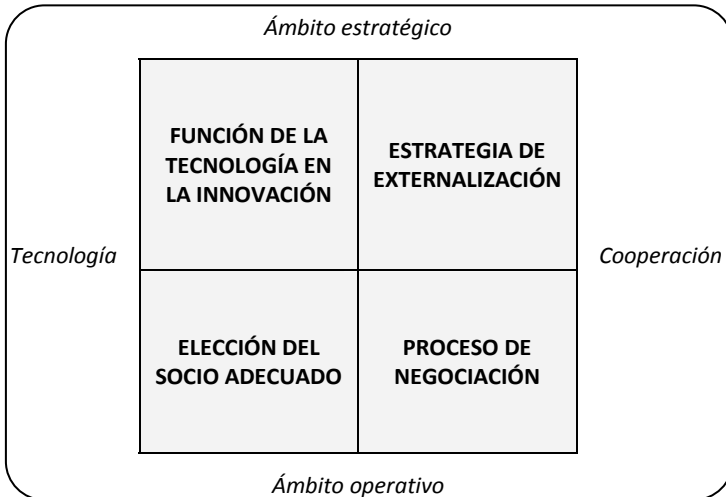 Ámbito estratégico
FUNCIÓN DE LA
TECNOLOGÍA EN
LA INNOVACIÓN
ESTRATEGIA DE
EXTERNALIZACIÓN
Tecnología
Cooperación
ELECCIÓN DEL
SOCIO ADECUADO
PROCESO DE
NEGOCIACIÓN
Ámbito operativo